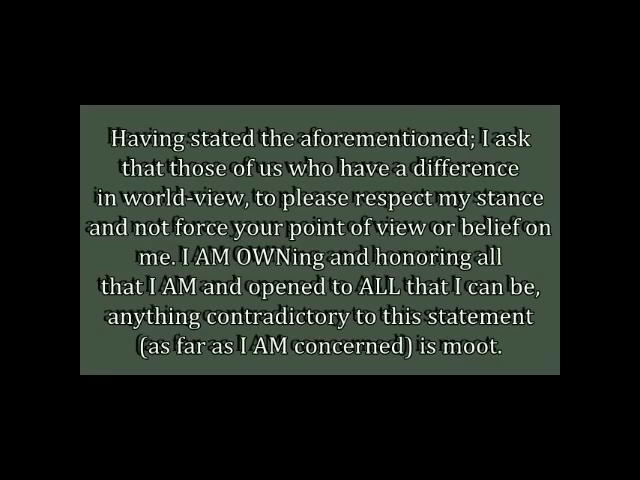 Having stated the aforementioned; I ask
that those of us who have a difference
in world-view, to please respect my stance
and not force your point of view or belief on
me. I AM OWNing and honoring all
that I AM and opened to ALL that I can be,
anything contradictory to this statement
(as far as I AM concerned) is moot.